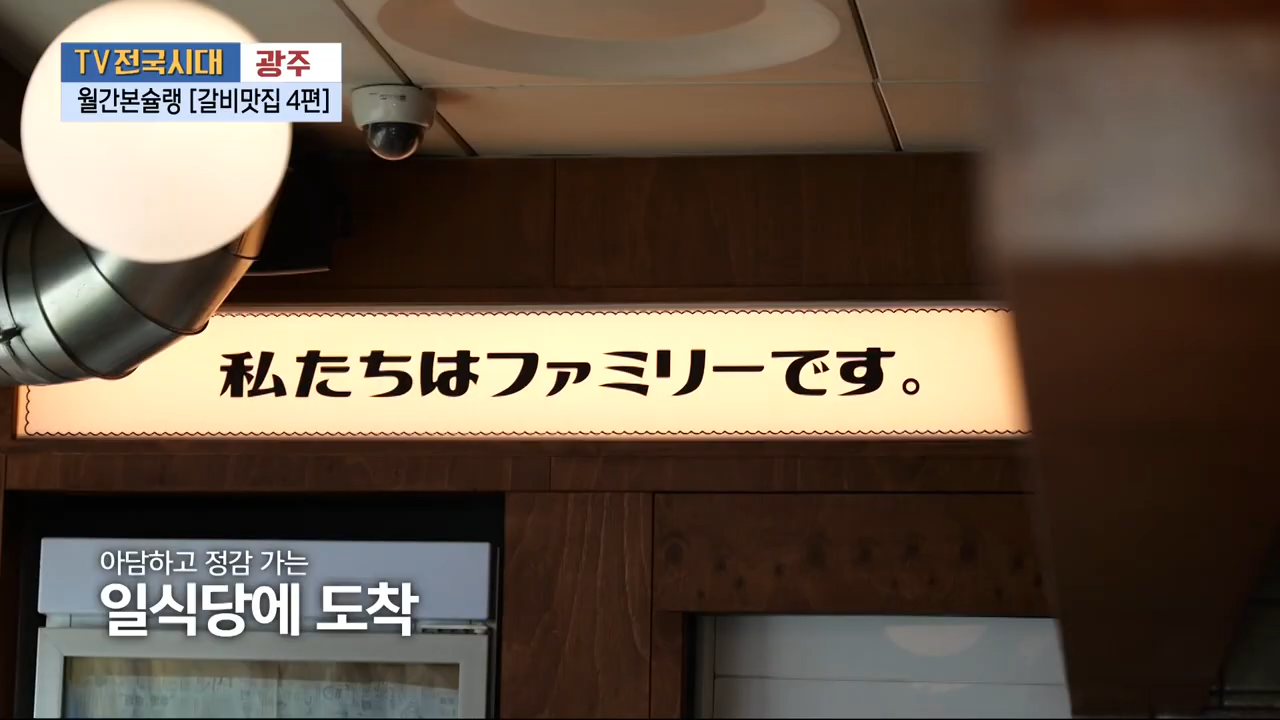 TV전국시대 광주
월간본슐랭 [갈비맛집 4편]
私たちはファミリーです。
아담하고 정감 가는
일식당에 도착